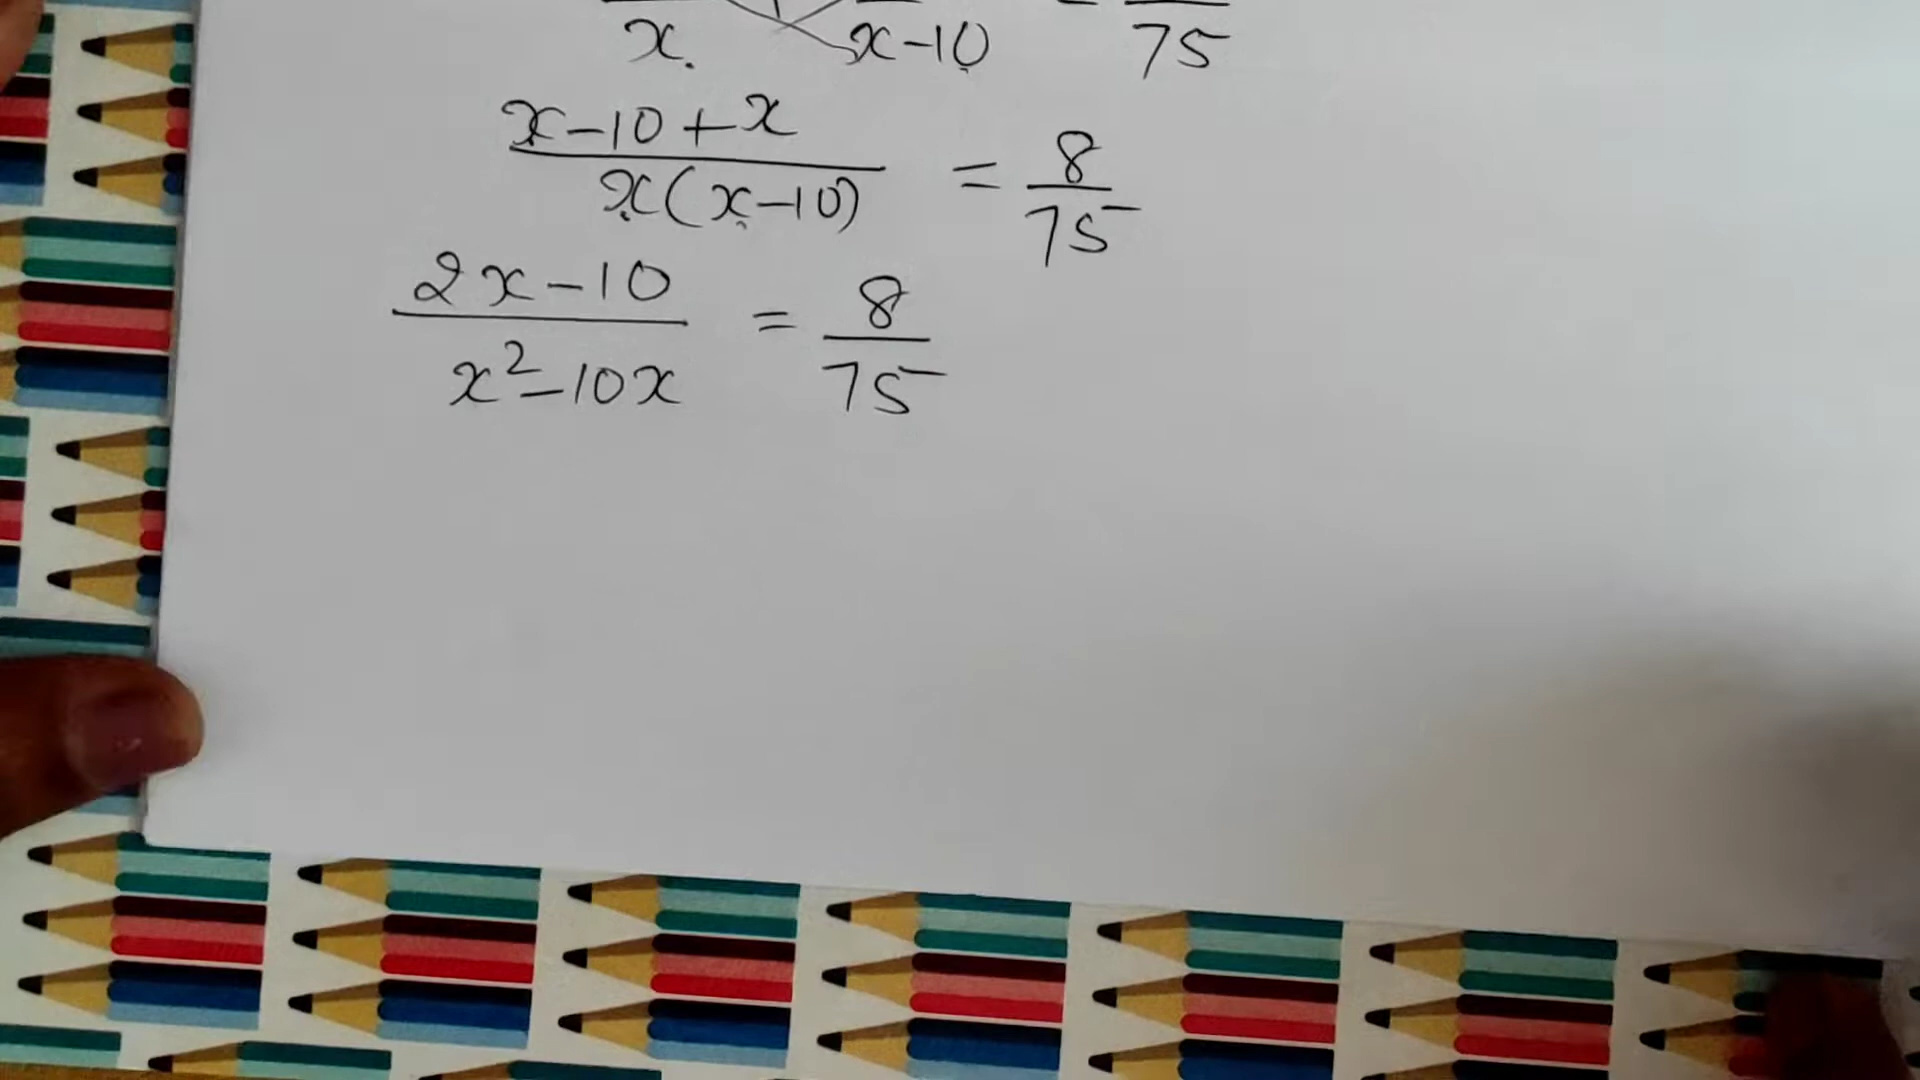 x x-10 = 75
x-10+x / x(x-10) = 8/75
2x-10 / x²-10x = 8/75